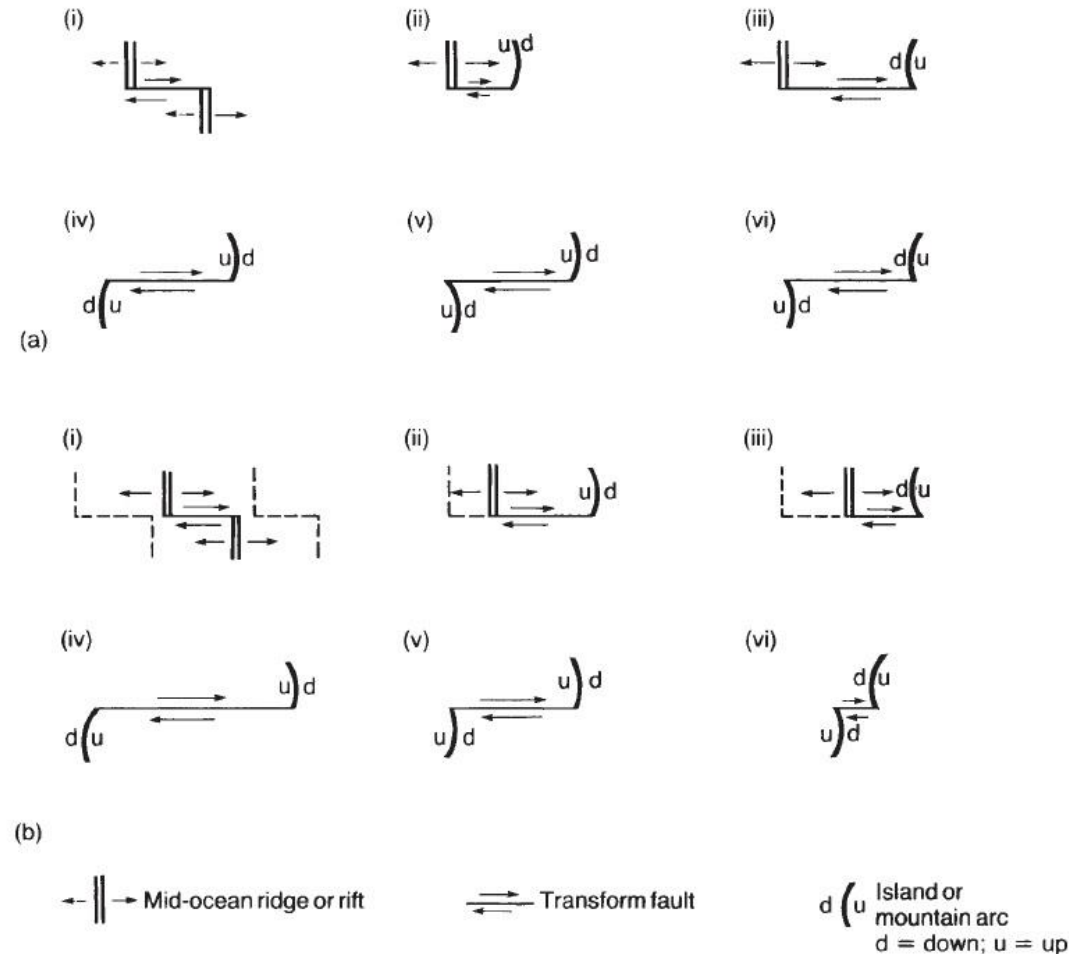 (i) (ii) (iii)
u d d u
(iv) (v) (vi)
u d u d d u
d u u d u d
(a)
(i) (ii) (iii)
u d d u
(iv) (v) (vi)
u d u d d u
d u u d u d
(b)
Mid-ocean ridge or rift
Transform fault
d u Island or
mountain arc
d = down; u = up